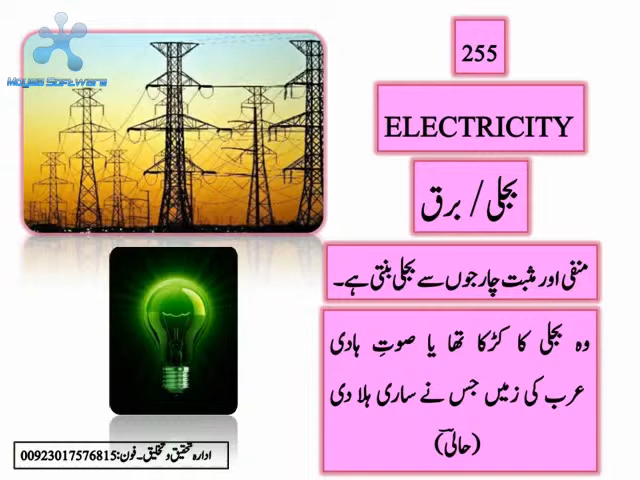 Moyea Software
255
ELECTRICITY
بجلی / برق
منفی اور مثبت چارجوں سے بجلی بنتی ہے۔
وہ بجلی کا کڑکا تھا یا صوتِ ہادی
عرب کی زمیں جس نے ساری ہلا دی
(حالیؔ)
ادارہ تحقیق و تخلیق۔ فون:00923017576815